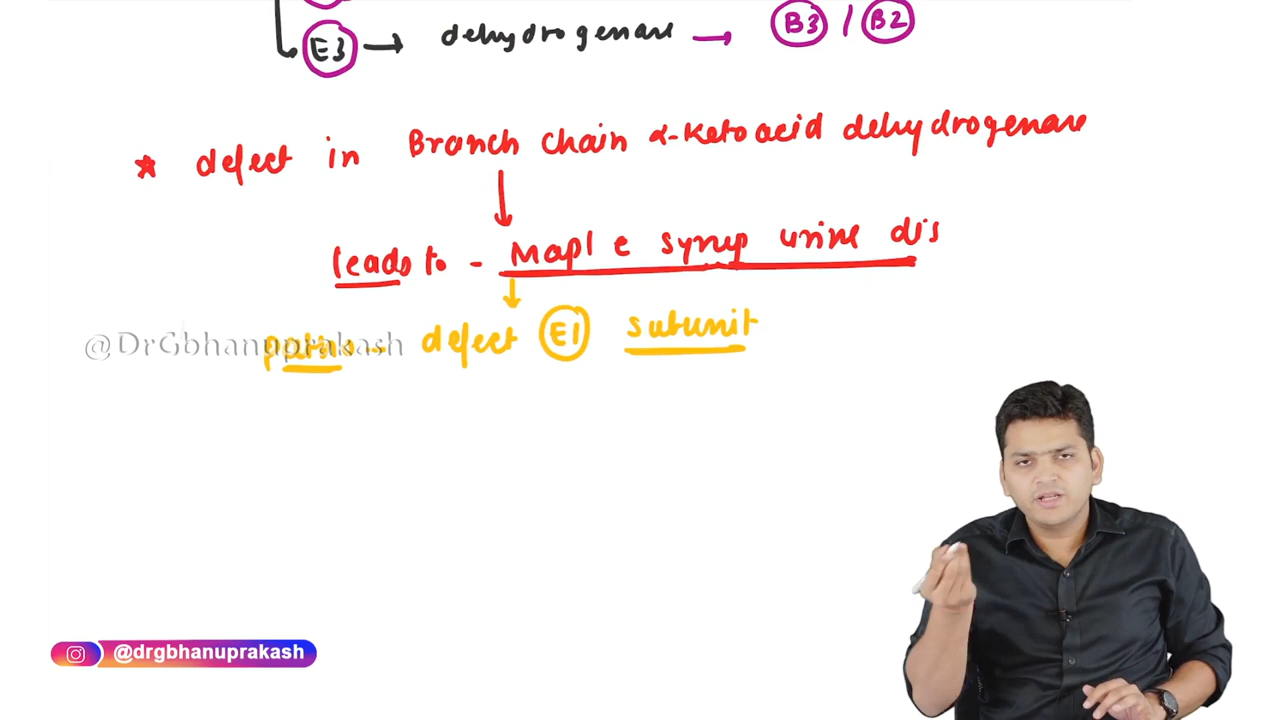 E3 → dehydrogenase → B3 / B2
* defect in Branch chain α-Ketoacid dehydrogenase
leads to - Maple syrup urine dis
patho - defect E1 subunit
@DrGbhanuprakash
@drgbhanuprakash